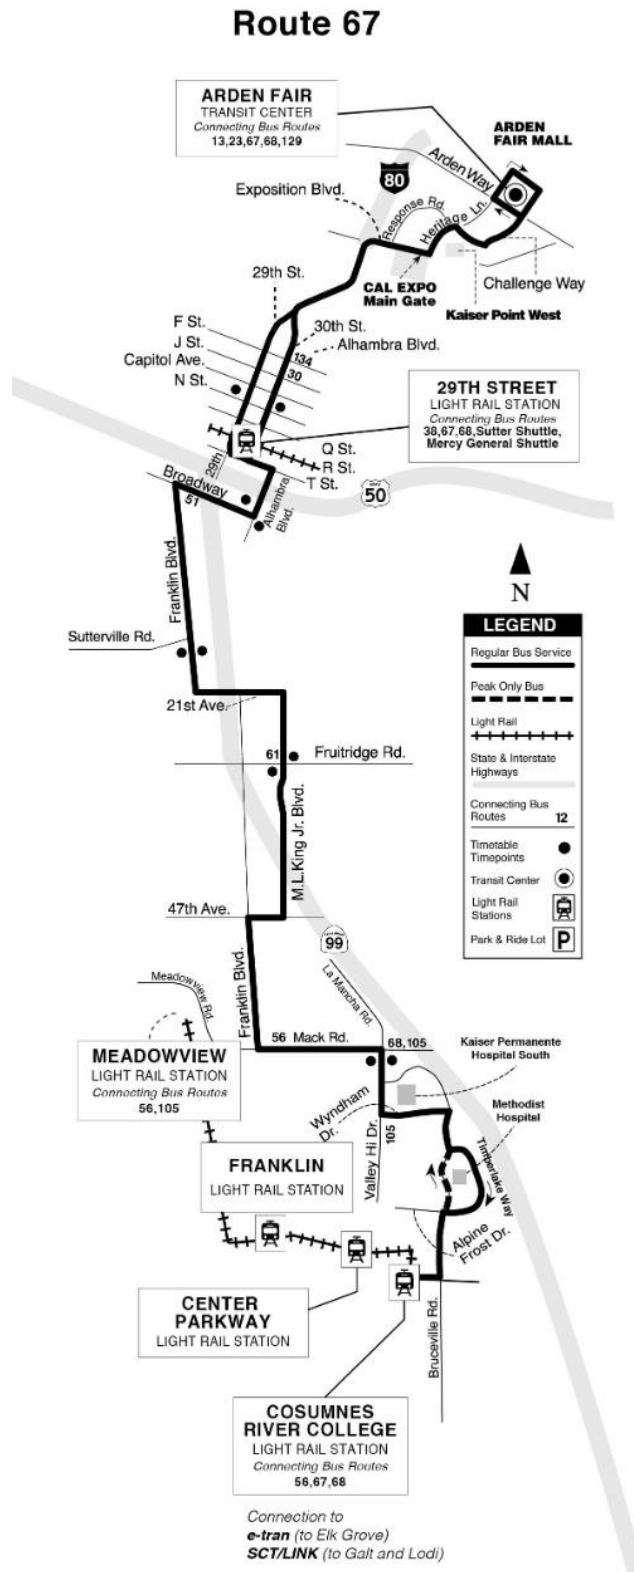 Route 67
ARDEN FAIR
TRANSIT CENTER
Connecting Bus Routes
13,23,67,68,129
ARDEN
FAIR MALL
Arden Way
80
Exposition Blvd.
Response Rd.
Heritage Ln.
CAL EXPO
Main Gate
Challenge Way
Kaiser Point West
29th St.
F St.
30th St.
J St.
Alhambra Blvd.
134
Capitol Ave.
30
N St.
29TH STREET
LIGHT RAIL STATION
Connecting Bus Routes
38,67,68,Sutter Shuttle,
Mercy General Shuttle
Q St.
R St.
T St.
29th
Broadway
51
Alhambra
Blvd.
50
Franklin Blvd.
N
Sutterville Rd.
LEGEND
Regular Bus Service
Peak Only Bus
Light Rail
State & Interstate
Highways
Connecting Bus
Routes 12
Timetable
Timepoints
Transit Center
Light Rail
Stations
Park & Ride Lot P
21st Ave.
61
Fruitridge Rd.
M.L.King Jr. Blvd.
47th Ave.
99
Franklin Blvd.
La Mancha Rd.
Meadowview
Rd.
56 Mack Rd.
68,105
MEADOWVIEW
LIGHT RAIL STATION
Connecting Bus Routes
56,105
Kaiser Permanente
Hospital South
Wyndham
Dr.
Valley Hi Dr.
105
Methodist
Hospital
Timberlake Way
FRANKLIN
LIGHT RAIL STATION
Alpine
Frost Dr.
CENTER
PARKWAY
LIGHT RAIL STATION
Bruceville Rd.
COSUMNES
RIVER COLLEGE
LIGHT RAIL STATION
Connecting Bus Routes
56,67,68
Connection to
e-tran (to Elk Grove)
SCT/LINK (to Galt and Lodi)